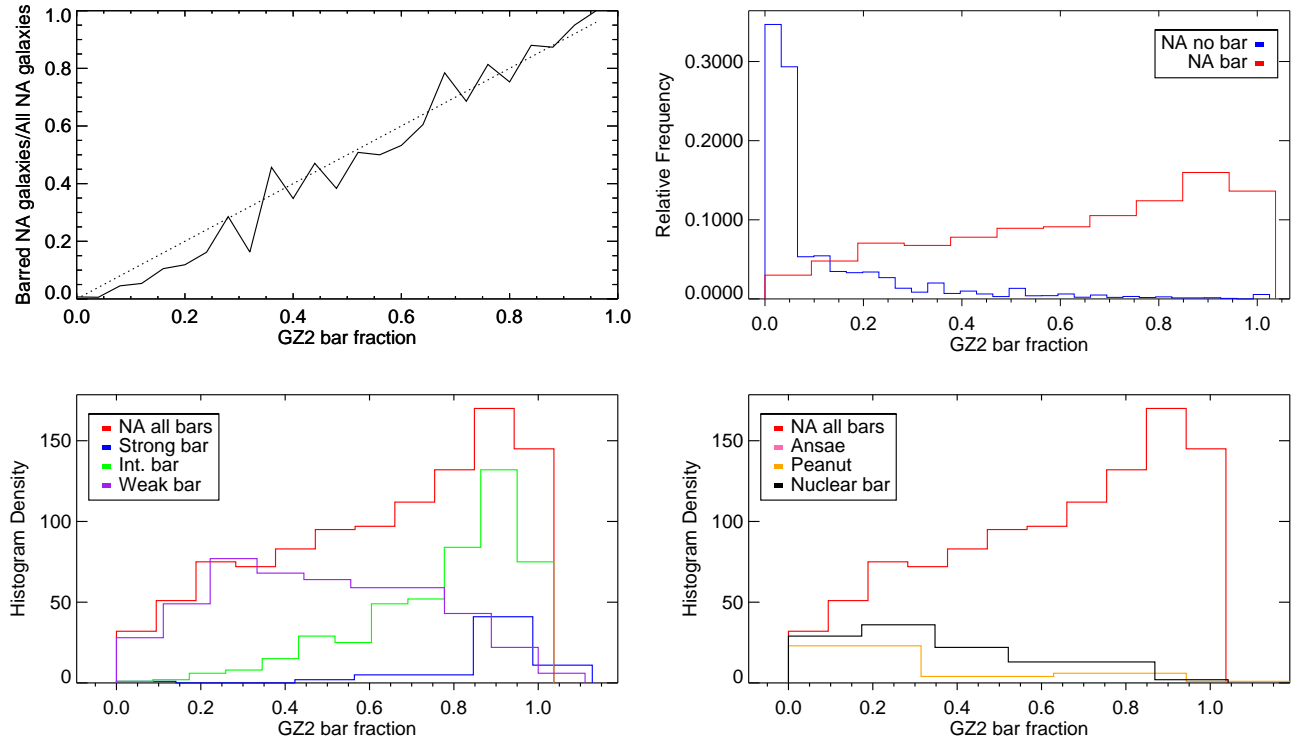 Barred NA galaxies/All NA galaxies
1.0
0.8
0.6
0.4
0.2
0.0
0.0 0.2 0.4 0.6 0.8 1.0
GZ2 bar fraction
Relative Frequency
0.3000
0.2000
0.1000
0.0000
NA no bar
NA bar
0.0 0.2 0.4 0.6 0.8 1.0
GZ2 bar fraction
Histogram Density
150
100
50
0
NA all bars
Strong bar
Int. bar
Weak bar
0.0 0.2 0.4 0.6 0.8 1.0
GZ2 bar fraction
Histogram Density
150
100
50
0
NA all bars
Ansae
Peanut
Nuclear bar
0.0 0.2 0.4 0.6 0.8 1.0
GZ2 bar fraction